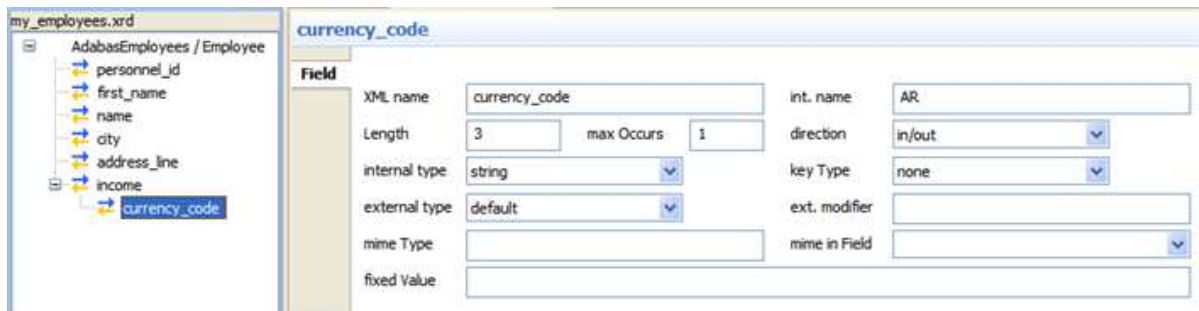 my_employees.xrd
AdabasEmployees / Employee
personnel_id
first_name
name
city
address_line
income
currency_code
currency_code
Field
XML name currency_code int. name AR
Length 3 max Occurs 1 direction in/out
internal type string key Type none
external type default ext. modifier
mime Type mime in Field
fixed Value